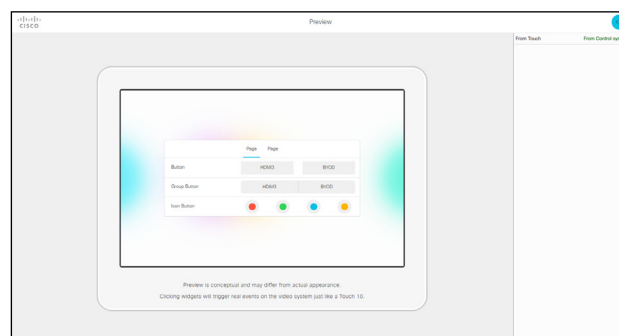 CISCO
Preview
From Touch From Control sys
Page Page
Button HDMI3 BYOD
Group Button HDMI3 BYOD
Icon Button
Preview is conceptual and may differ from actual appearance.
Clicking widgets will trigger real events on the video system just like a Touch 10.